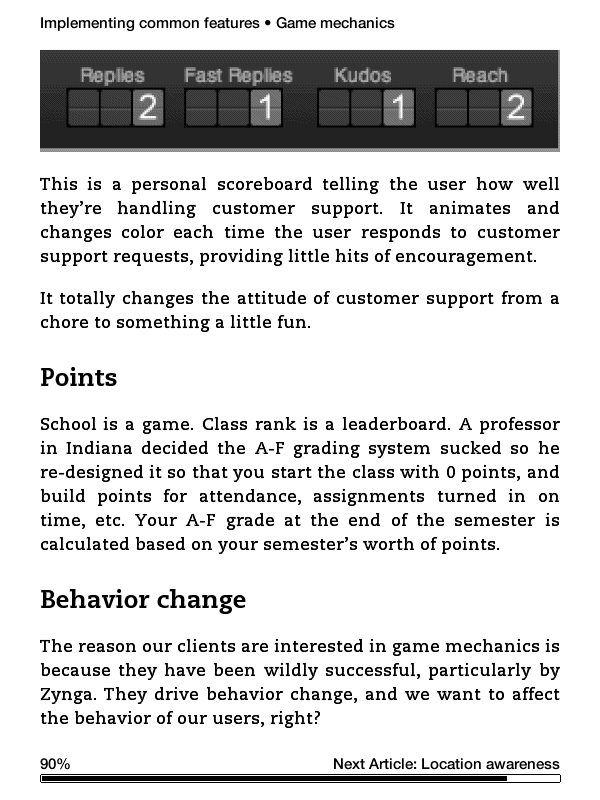 Implementing common features • Game mechanics
Replies Fast Replies Kudos Reach
2 1 1 2
This is a personal scoreboard telling the user how well
they're handling customer support. It animates and
changes color each time the user responds to customer
support requests, providing little hits of encouragement.
It totally changes the attitude of customer support from a
chore to something a little fun.
Points
School is a game. Class rank is a leaderboard. A professor
in Indiana decided the A-F grading system sucked so he
re-designed it so that you start the class with 0 points, and
build points for attendance, assignments turned in on
time, etc. Your A-F grade at the end of the semester is
calculated based on your semester's worth of points.
Behavior change
The reason our clients are interested in game mechanics is
because they have been wildly successful, particularly by
Zynga. They drive behavior change, and we want to affect
the behavior of our users, right?
90% Next Article: Location awareness